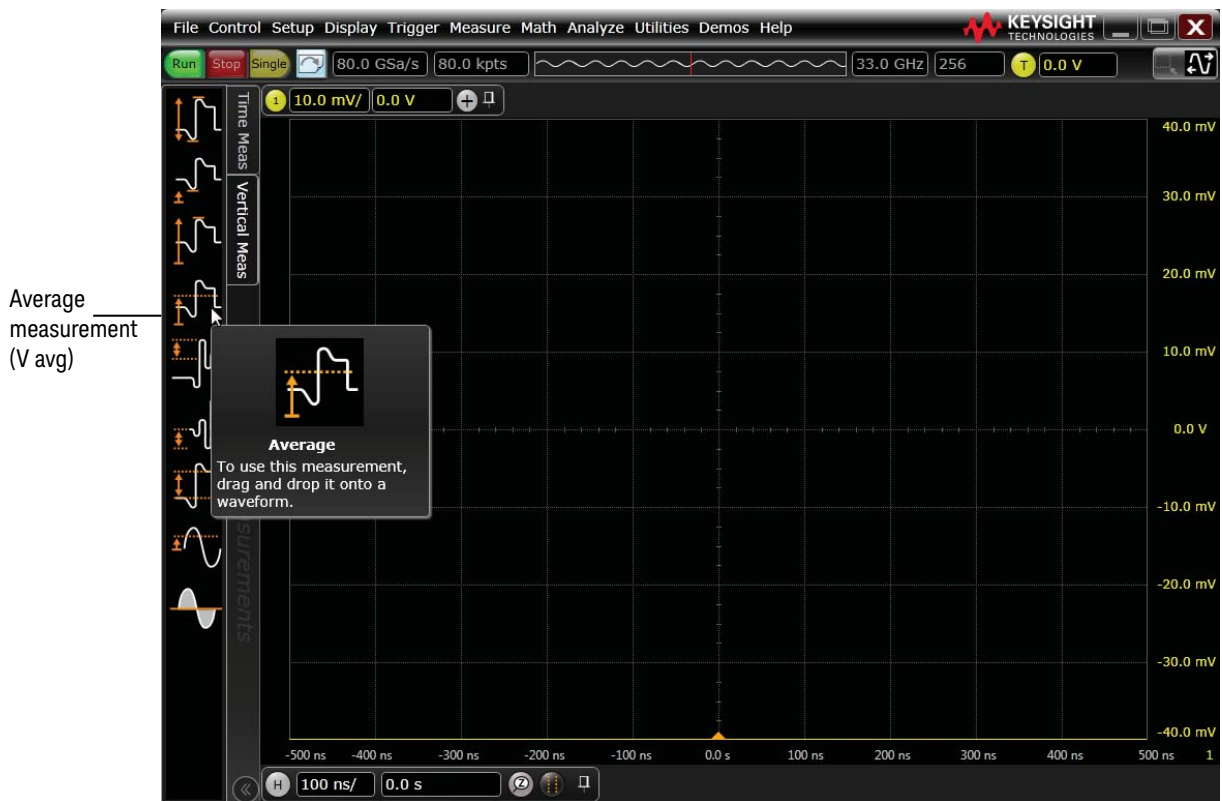 File Control Setup Display Trigger Measure Math Analyze Utilities Demos Help
KEYSIGHT
TECHNOLOGIES
Run
Stop
Single
80.0 GSa/s
80.0 kpts
33.0 GHz
256
T
0.0 V
Time Meas
Vertical Meas
1
10.0 mV/
0.0 V
40.0 mV
30.0 mV
20.0 mV
10.0 mV
0.0 V
-10.0 mV
-20.0 mV
-30.0 mV
-40.0 mV
Average
measurement
(V avg)
Average
To use this measurement,
drag and drop it onto a
waveform.
surements
-500 ns
-400 ns
-300 ns
-200 ns
-100 ns
0.0 s
100 ns
200 ns
300 ns
400 ns
500 ns
1
H
100 ns/
0.0 s
Z